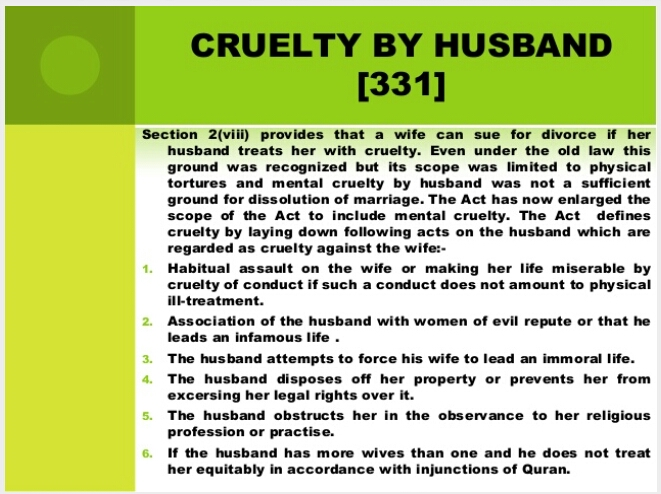 CRUELTY BY HUSBAND
[331]
Section 2(viii) provides that a wife can sue for divorce if her
husband treats her with cruelty. Even under the old law this
ground was recognized but its scope was limited to physical
tortures and mental cruelty by husband was not a sufficient
ground for dissolution of marriage. The Act has now enlarged the
scope of the Act to include mental cruelty. The Act defines
cruelty by laying down following acts on the husband which are
regarded as cruelty against the wife:-
1. Habitual assault on the wife or making her life miserable by
cruelty of conduct if such a conduct does not amount to physical
ill-treatment.
2. Association of the husband with women of evil repute or that he
leads an infamous life .
3. The husband attempts to force his wife to lead an immoral life.
4. The husband disposes off her property or prevents her from
excersing her legal rights over it.
5. The husband obstructs her in the observance to her religious
profession or practise.
6. If the husband has more wives than one and he does not treat
her equitably in accordance with injunctions of Quran.